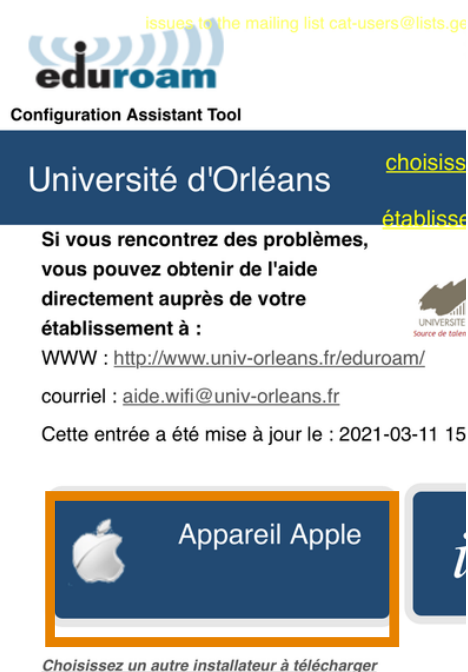 issues to the mailing list cat-users@lists.ge
eduroam
Configuration Assistant Tool
Université d'Orléans
choisiss
établisse
Si vous rencontrez des problèmes,
vous pouvez obtenir de l'aide
directement auprès de votre
établissement à :
UNIVERSITE
Source de talen
WWW : http://www.univ-orleans.fr/eduroam/
courriel : aide.wifi@univ-orleans.fr
Cette entrée a été mise à jour le : 2021-03-11 15
Appareil Apple
i
Choisissez un autre installateur à télécharger